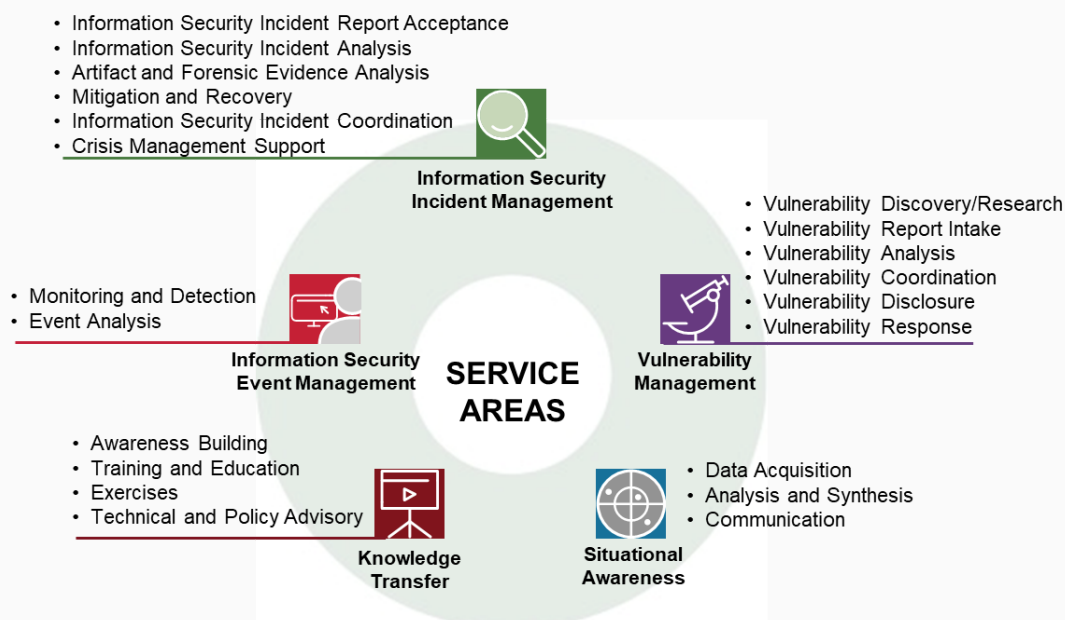 • Information Security Incident Report Acceptance
• Information Security Incident Analysis
• Artifact and Forensic Evidence Analysis
• Mitigation and Recovery
• Information Security Incident Coordination
• Crisis Management Support
Information Security
Incident Management
• Vulnerability Discovery/Research
• Vulnerability Report Intake
• Vulnerability Analysis
• Vulnerability Coordination
• Vulnerability Disclosure
• Vulnerability Response
• Monitoring and Detection
• Event Analysis
Information Security
Event Management
Vulnerability
Management
SERVICE
AREAS
• Awareness Building
• Training and Education
• Exercises
• Technical and Policy Advisory
Knowledge
Transfer
• Data Acquisition
• Analysis and Synthesis
• Communication
Situational
Awareness